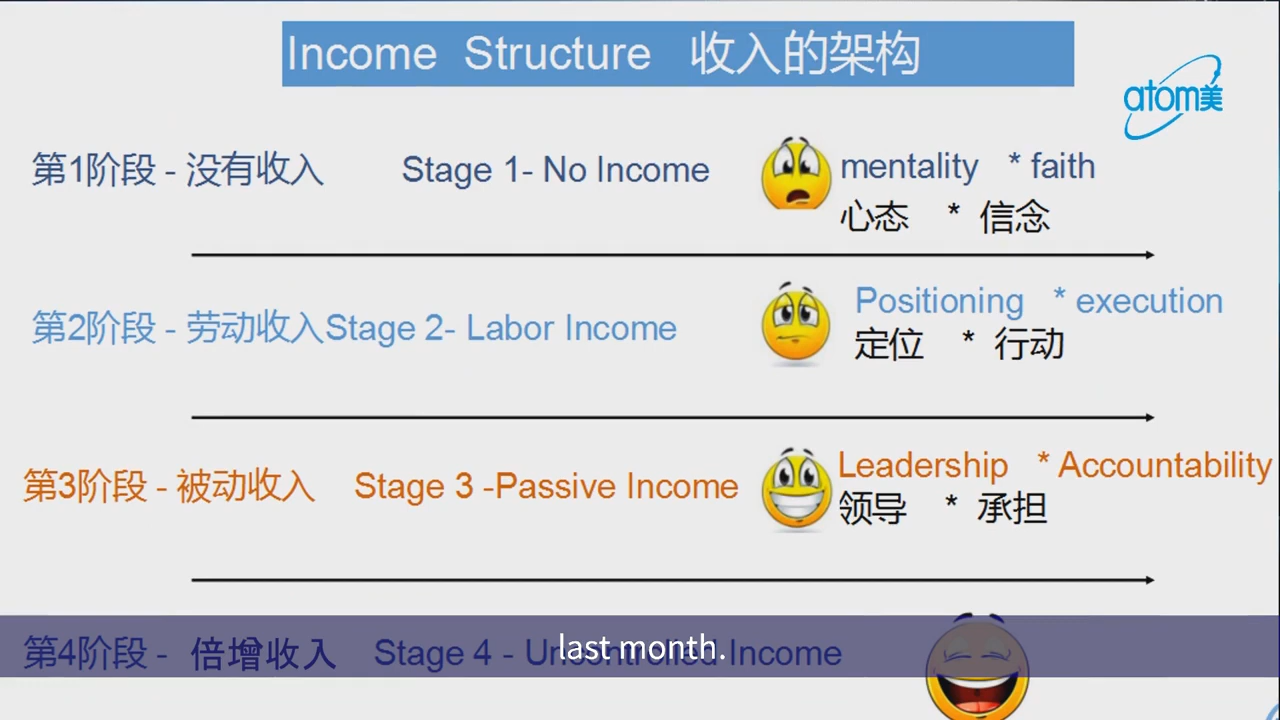 Income Structure 收入的架构
atom美
第1阶段 - 没有收入 Stage 1- No Income mentality * faith
心态 * 信念
第2阶段 - 劳动收入Stage 2- Labor Income Positioning * execution
定位 * 行动
第3阶段 - 被动收入 Stage 3 -Passive Income Leadership * Accountability
领导 * 承担
第4阶段 - 倍增收入 Stage 4 - Uncontrolled Income
last month.